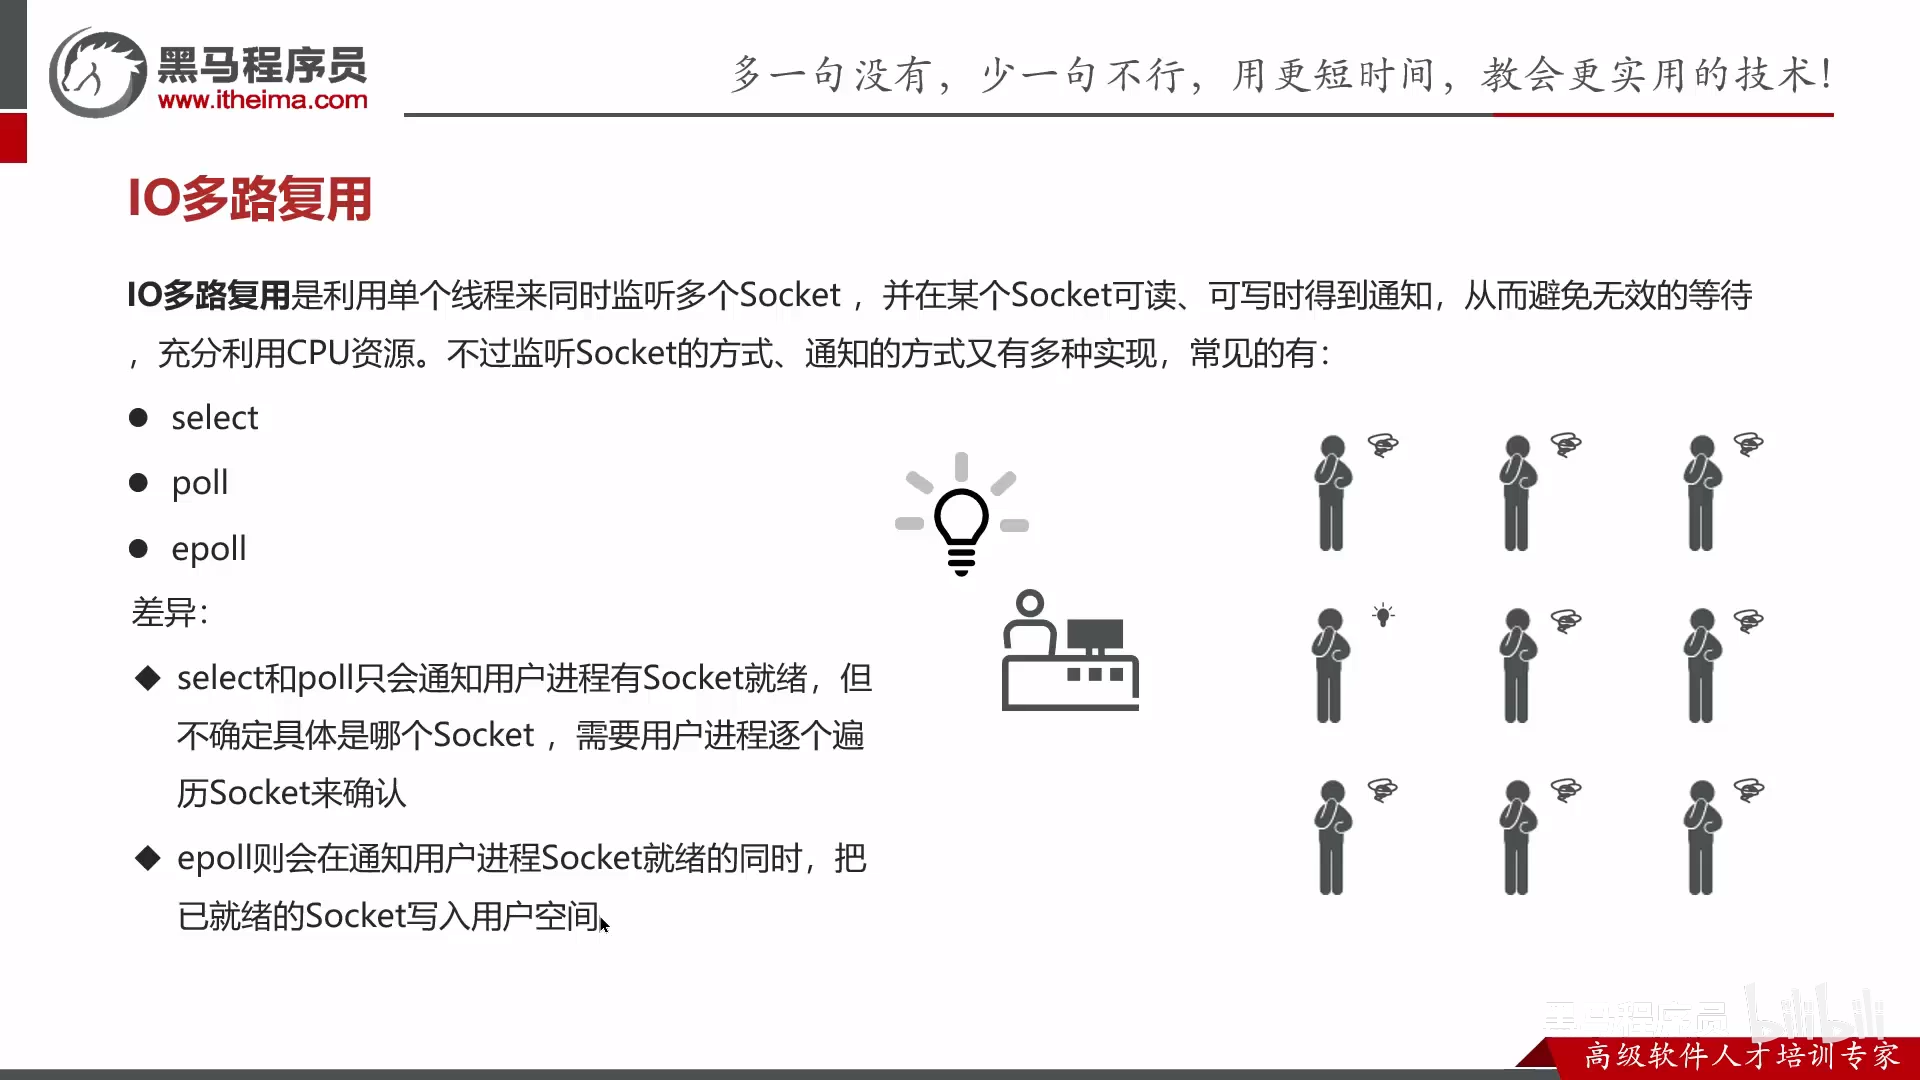 黑马程序员
www.itheima.com
多一句没有，少一句不行，用更短时间，教会更实用的技术！
IO多路复用
IO多路复用是利用单个线程来同时监听多个Socket ，并在某个Socket可读、可写时得到通知，从而避免无效的等待
，充分利用CPU资源。不过监听Socket的方式、通知的方式又有多种实现，常见的有：
● select
● poll
● epoll
差异：
◆ select和poll只会通知用户进程有Socket就绪，但
不确定具体是哪个Socket ，需要用户进程逐个遍
历Socket来确认
◆ epoll则会在通知用户进程Socket就绪的同时，把
已就绪的Socket写入用户空间
黑马程序员 bilibili
高级软件人才培训专家